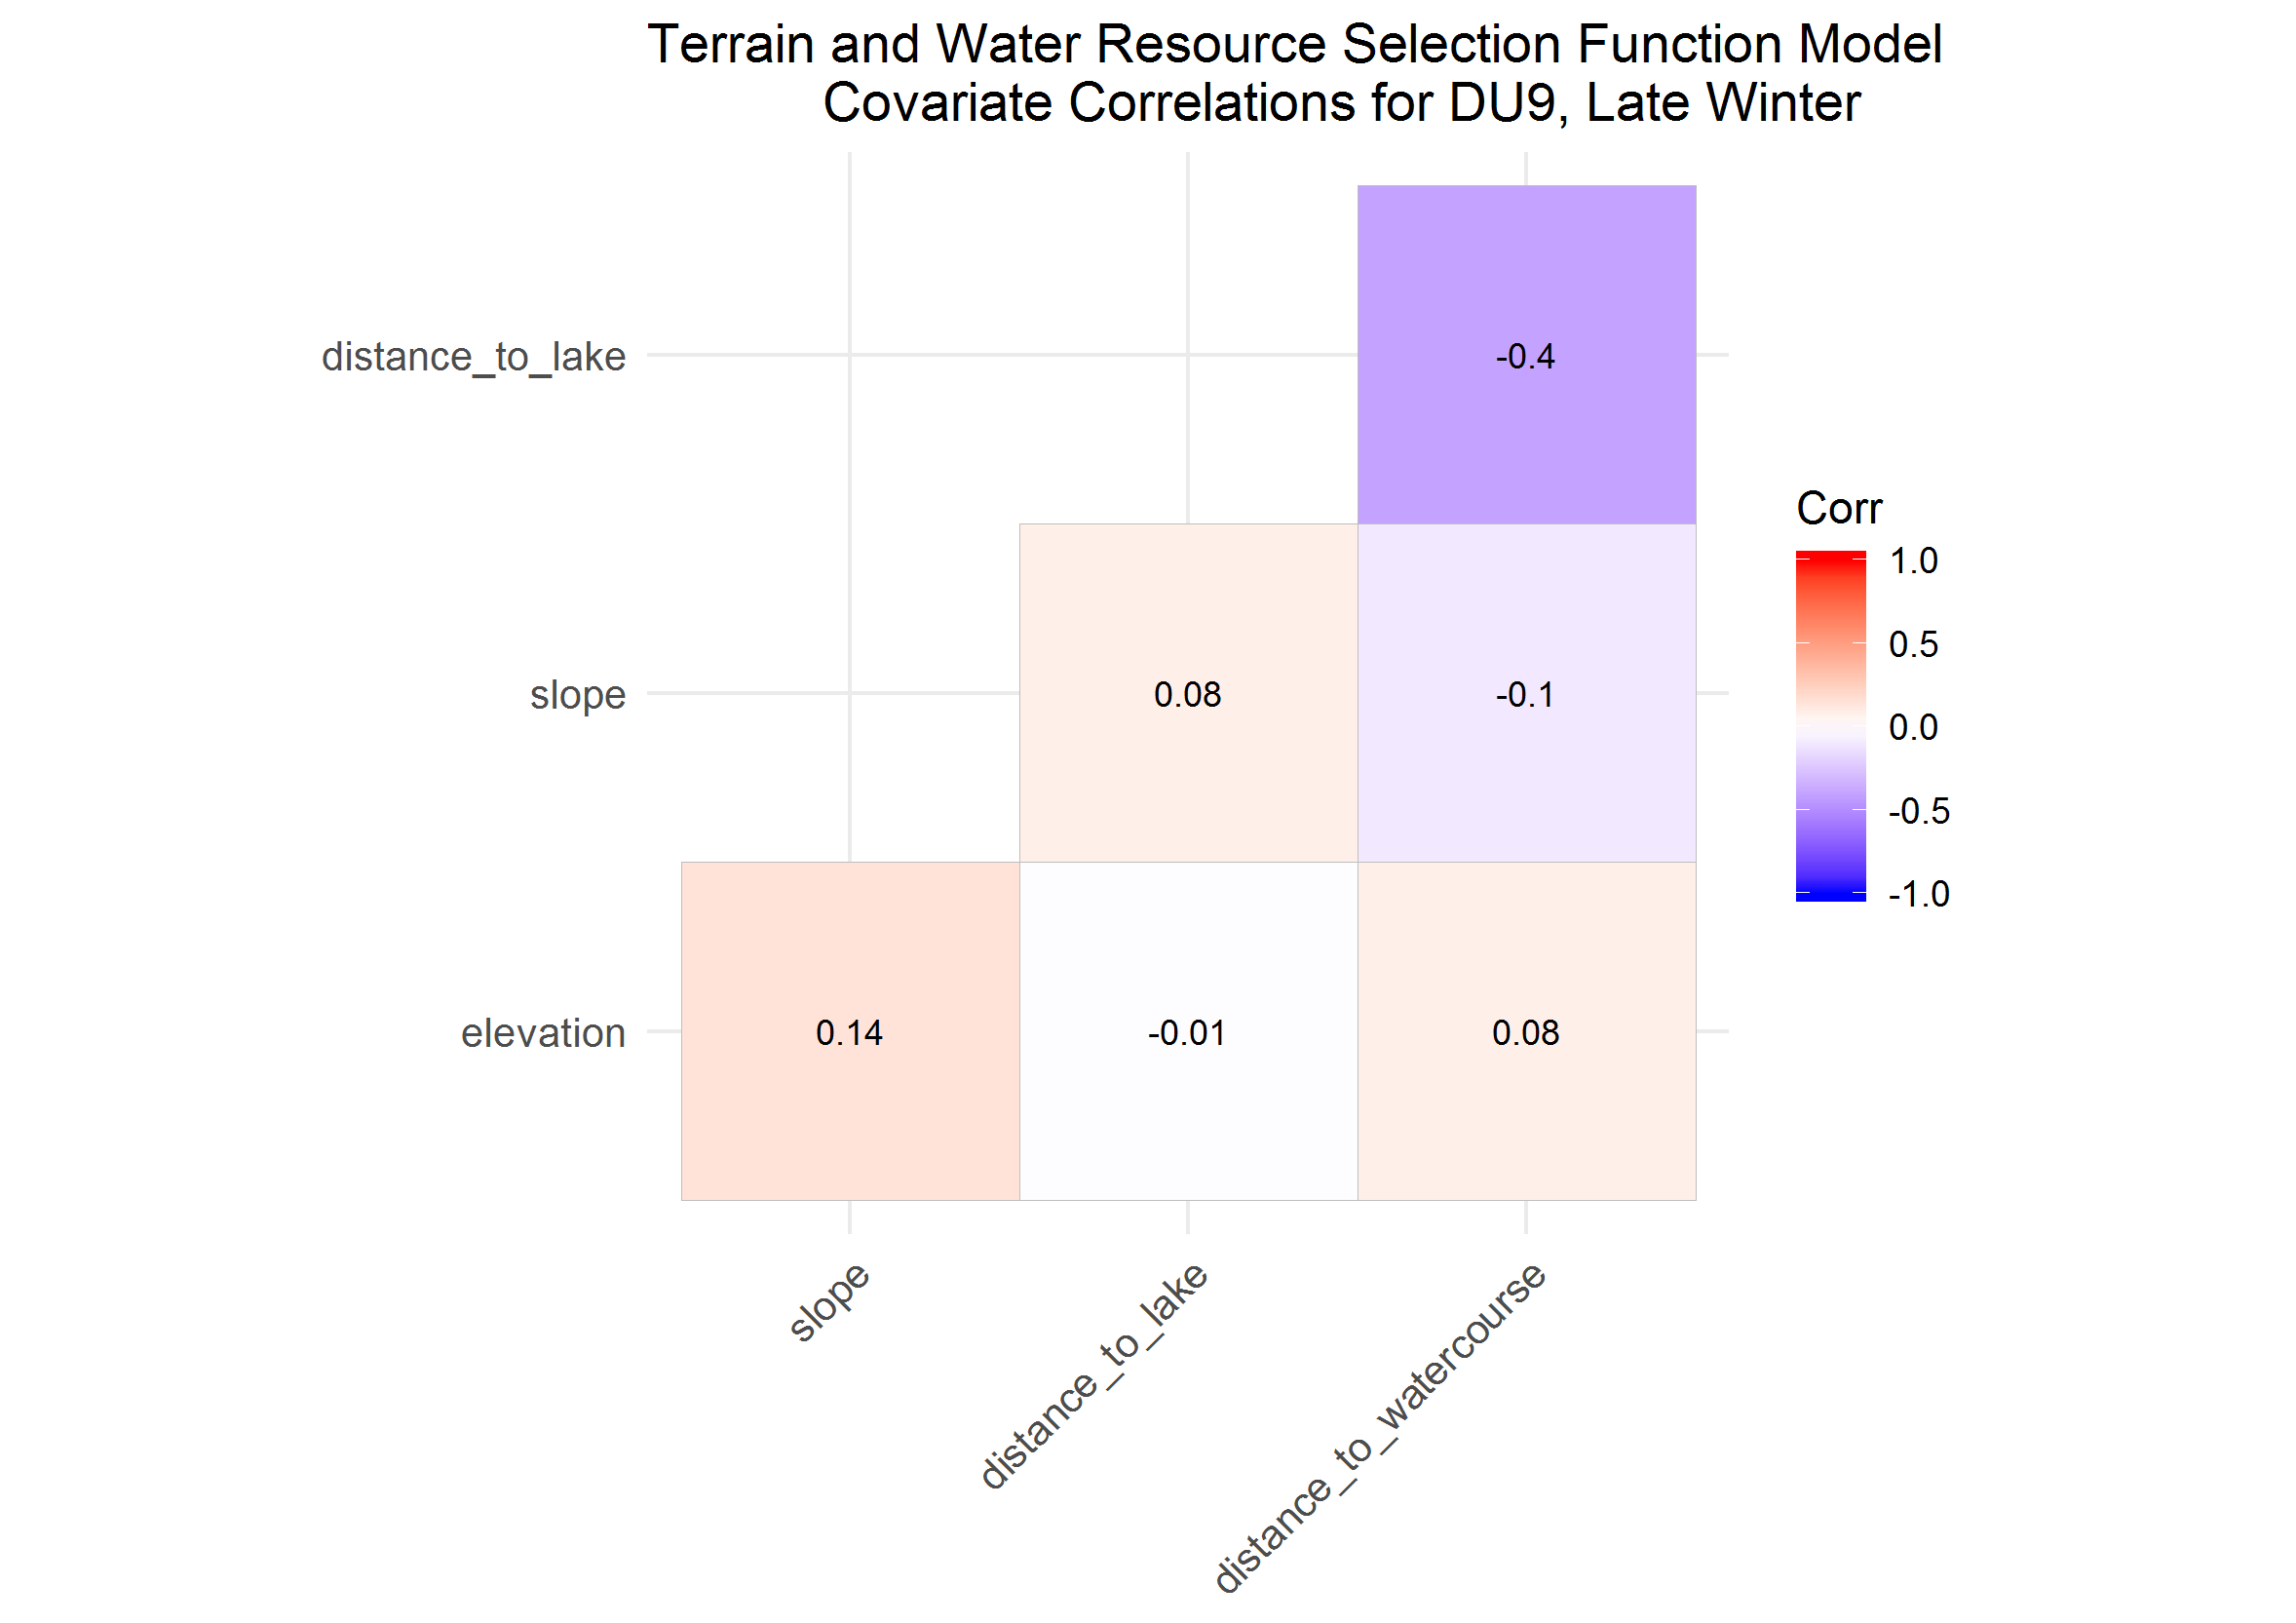 Terrain and Water Resource Selection Function Model
Covariate Correlations for DU9, Late Winter
distance_to_lake
-0.4
slope
0.08
-0.1
elevation
0.14
-0.01
0.08
slope
distance_to_lake
distance_to_watercourse
Corr
1.0
0.5
0.0
-0.5
-1.0